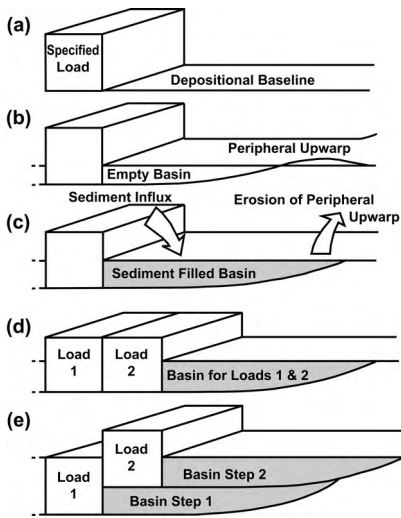 (a)
Specified
Load
Depositional Baseline
(b)
Peripheral Upwarp
Empty Basin
Sediment Influx
Erosion of Peripheral
Upwarp
(c)
Sediment Filled Basin
(d)
Load
1
Load
2
Basin for Loads 1 & 2
(e)
Load
2
Load
1
Basin Step 2
Basin Step 1